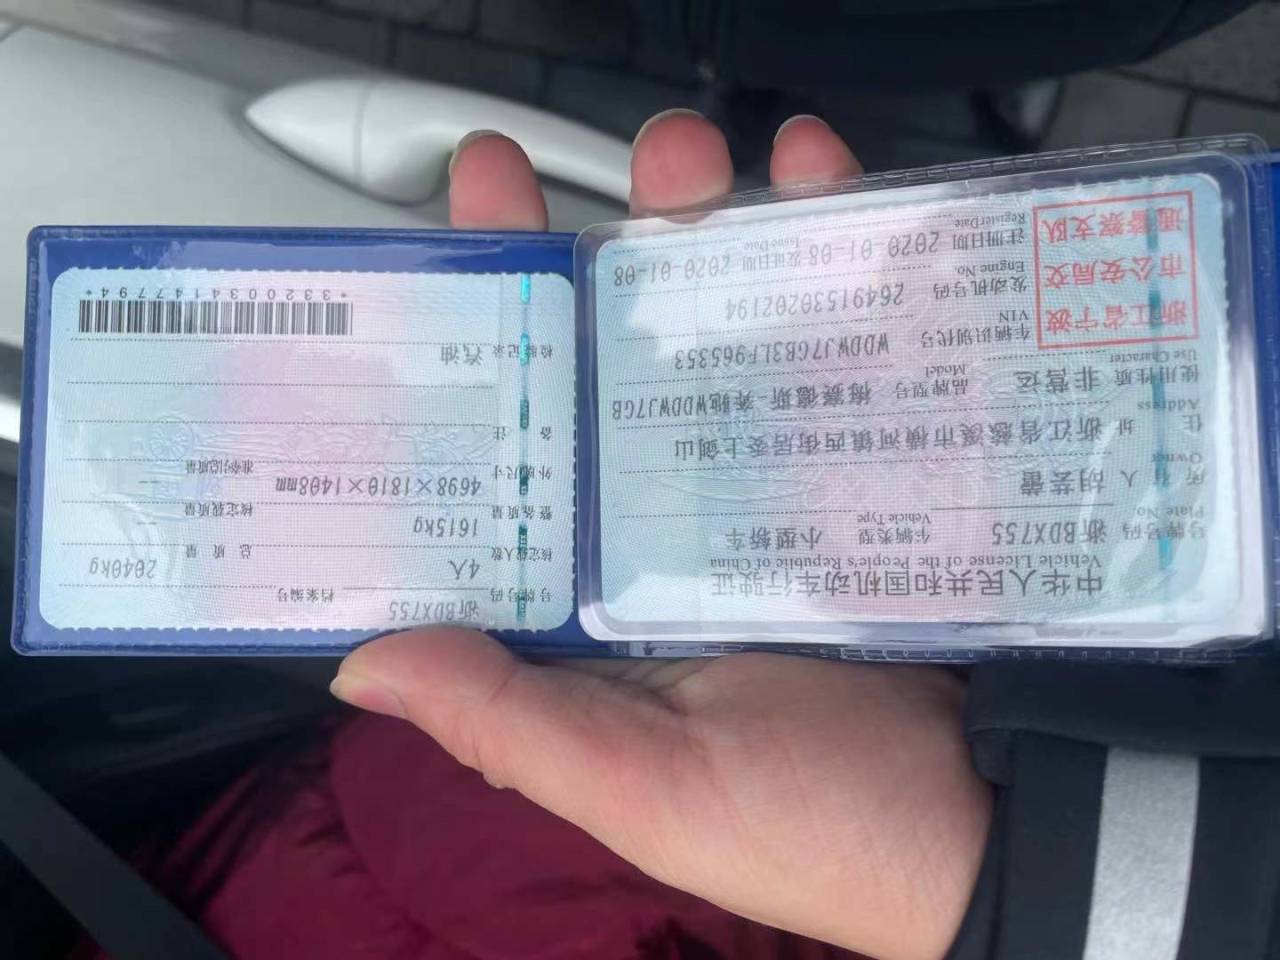 中华人民共和国机动车行驶证
Vehicle License of the People's Republic of China
号牌号码 浙BDX755 车辆类型 小型轿车
Plate No. Vehicle Type
所有人
Owner
住址 浙江省慈溪市横河镇西街居委上剑山
Address
使用性质 非营运 品牌型号 梅赛德斯-奔驰WDDWJ7GB
Use Character Model
浙江省宁波
市公安局交
通警察支队
车辆识别代号 WDDWJ7GB3LF965353
VIN
发动机号码 26491530202194
Engine No.
注册日期 2020-01-08 发证日期 2020-01-08
Register Date Issue Date
号牌号码 浙BDX755 档案编号
核定载人数 4人 总质量 2040kg
整备质量 1615kg 核定载质量 --
外廓尺寸 4698×1810×1408mm 准牵引总质量 --
备注
检验记录 汽油
*3320034147794*